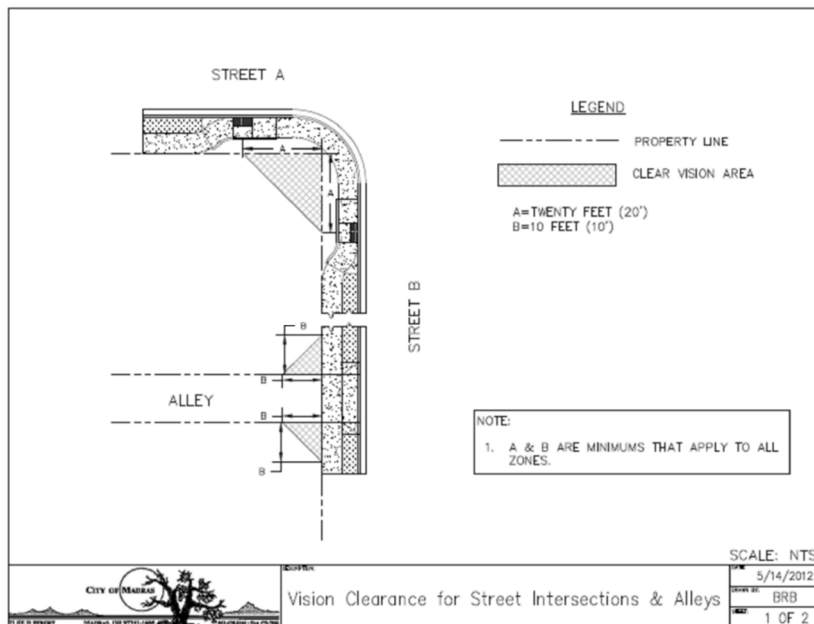 STREET A
LEGEND
PROPERTY LINE
CLEAR VISION AREA
A=TWENTY FEET (20')
B=10 FEET (10')
A
A
STREET B
B
B
ALLEY
B
B
NOTE:
1. A & B ARE MINIMUMS THAT APPLY TO ALL
ZONES.
SCALE: NTS
CITY OF MADRAS
DESCRIPTION:
Vision Clearance for Street Intersections & Alleys
DATE:
5/14/2012
BRB
1 OF 2